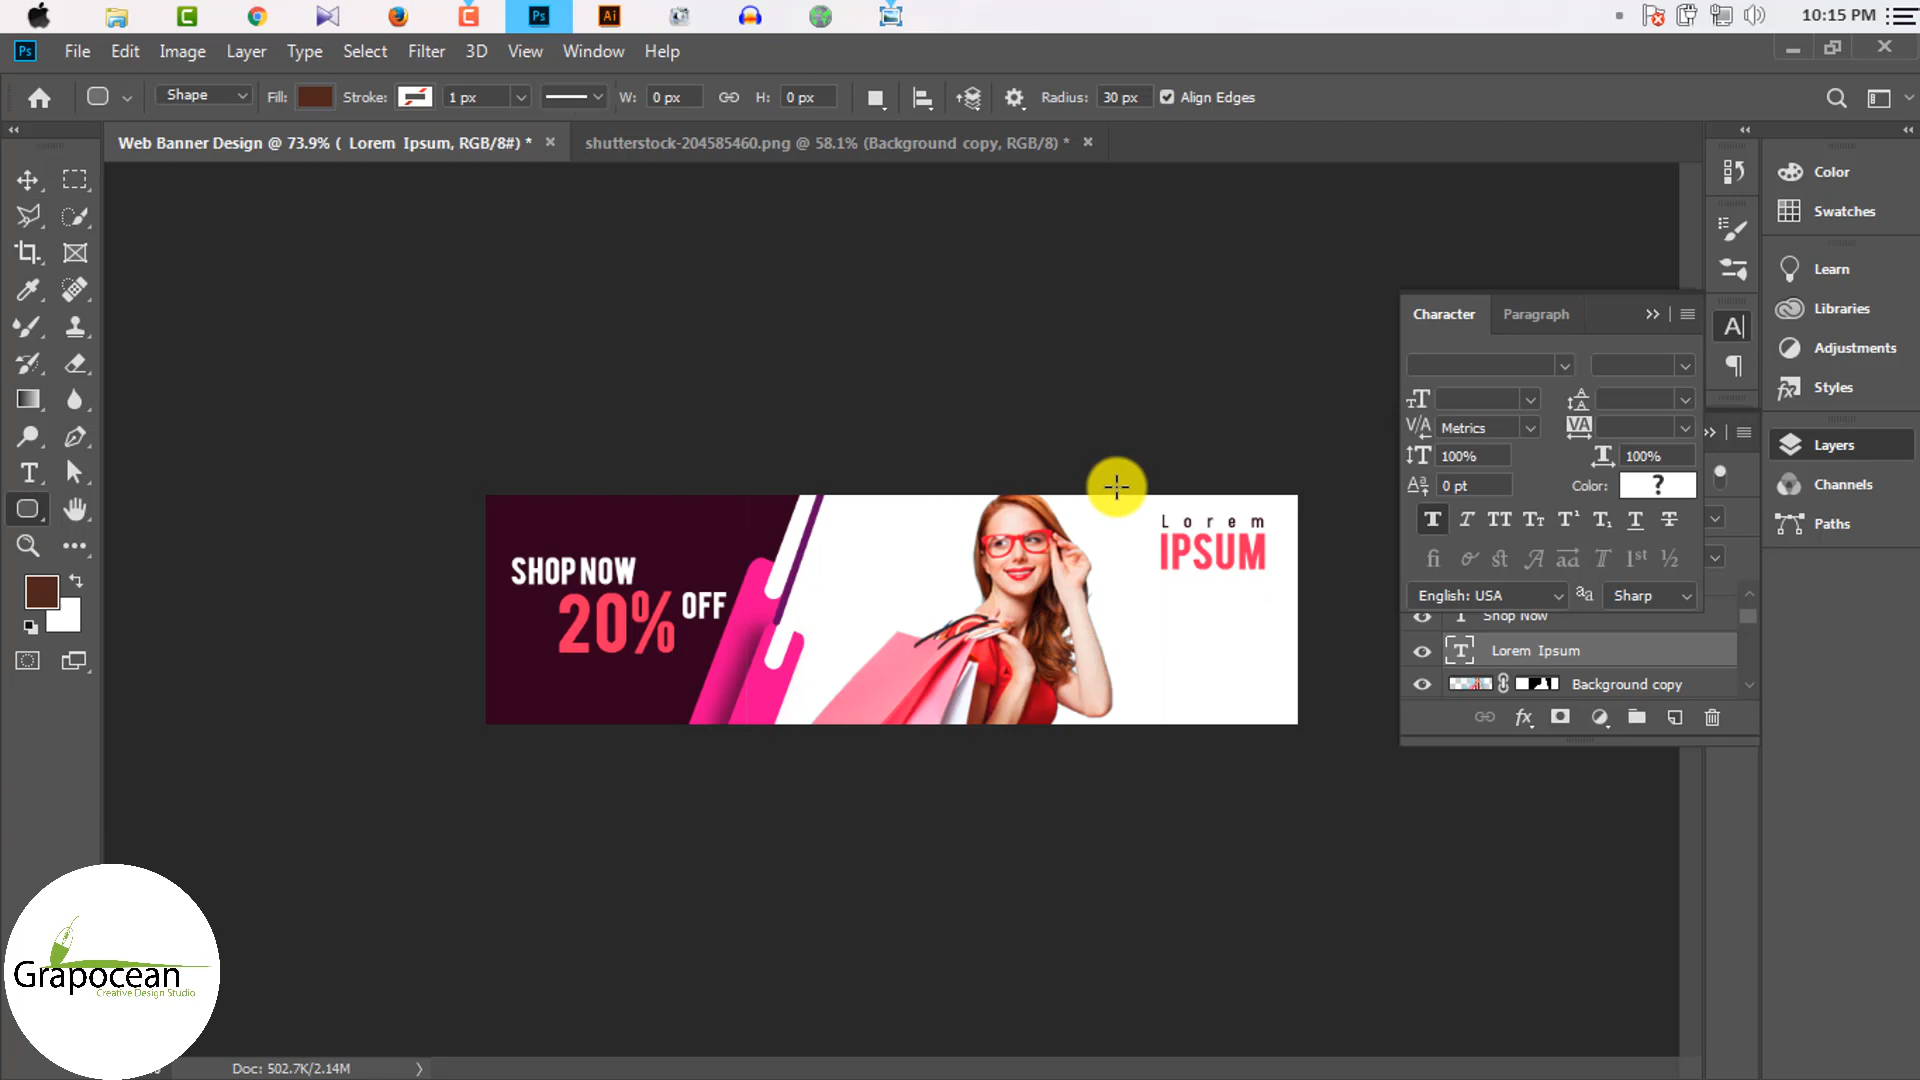 Ps Ai 10:15 PM
Ps File Edit Image Layer Type Select Filter 3D View Window Help
Shape Fill: Stroke: 1 px W: 0 px H: 0 px Radius: 30 px Align Edges
Web Banner Design @ 73.9% ( Lorem Ipsum, RGB/8#) *
shutterstock-204585460.png @ 58.1% (Background copy, RGB/8) *
Color
Swatches
Learn
Libraries
Adjustments
Styles
Layers
Channels
Paths
Character Paragraph
Metrics
100% 100%
0 pt Color: ?
English: USA Sharp
Shop Now
Lorem Ipsum
Background copy
SHOP NOW
20% OFF
Lorem
IPSUM
Grapocean
Creative Design Studio
Doc: 502.7K/2.14M